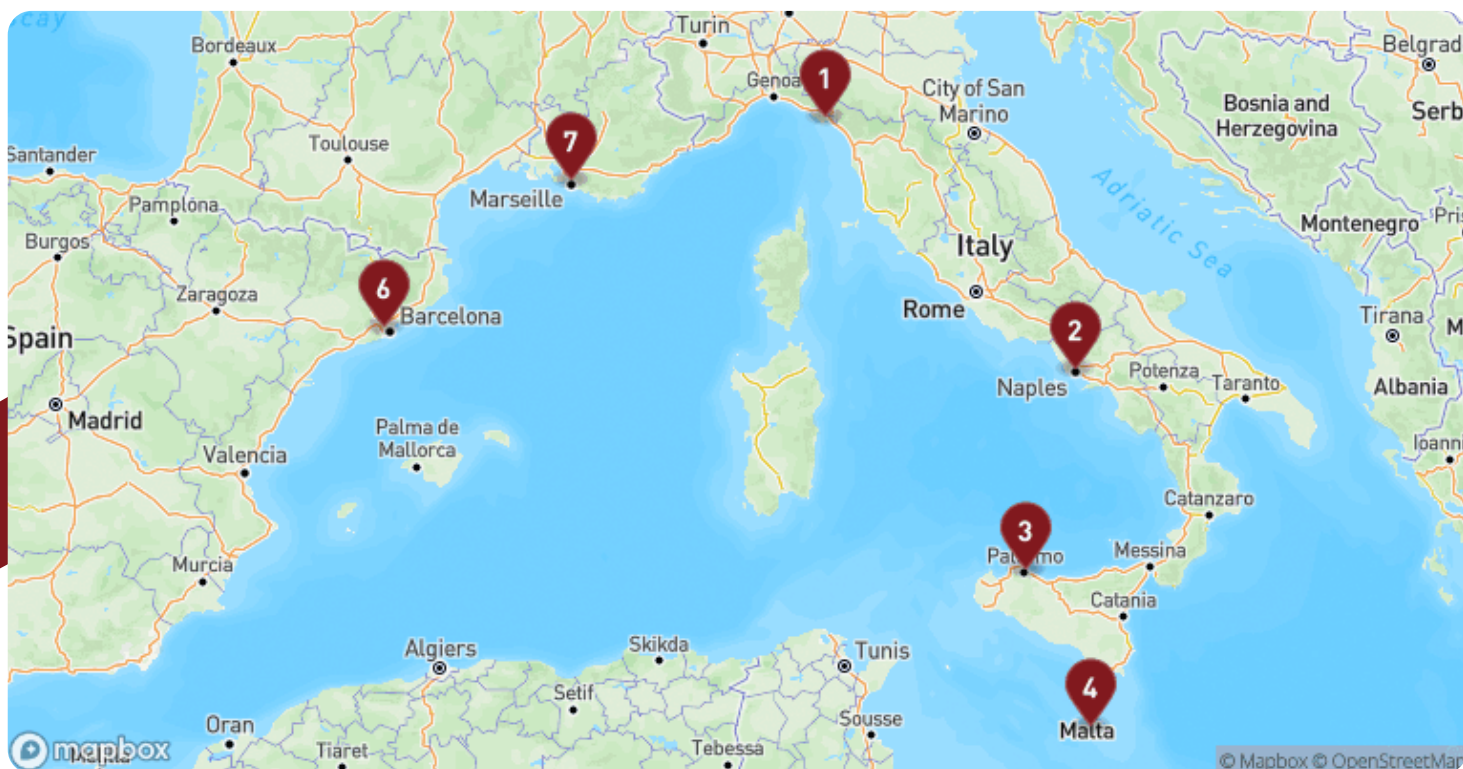 Turin
Bordeaux
Belgrad
Genoa
1
City of San
Marino
Bosnia and
Herzegovina
Serb
Toulouse
7
Santander
Marseille
Adriatic Sea
Pamplona
Montenegro
Burgos
Italy
Zaragoza
6
Barcelona
Rome
Tirana
Spain
2
Potenza
Naples
Taranto
Albania
Madrid
Palma de
Mallorca
Valencia
Ioanni
Catanzaro
3
Palermo
Messina
Murcia
Catania
Algiers
Skikda
Tunis
Setif
4
Oran
Sousse
Malta
mapbox
Tiaret
Tebessa
© Mapbox © OpenStreetMap